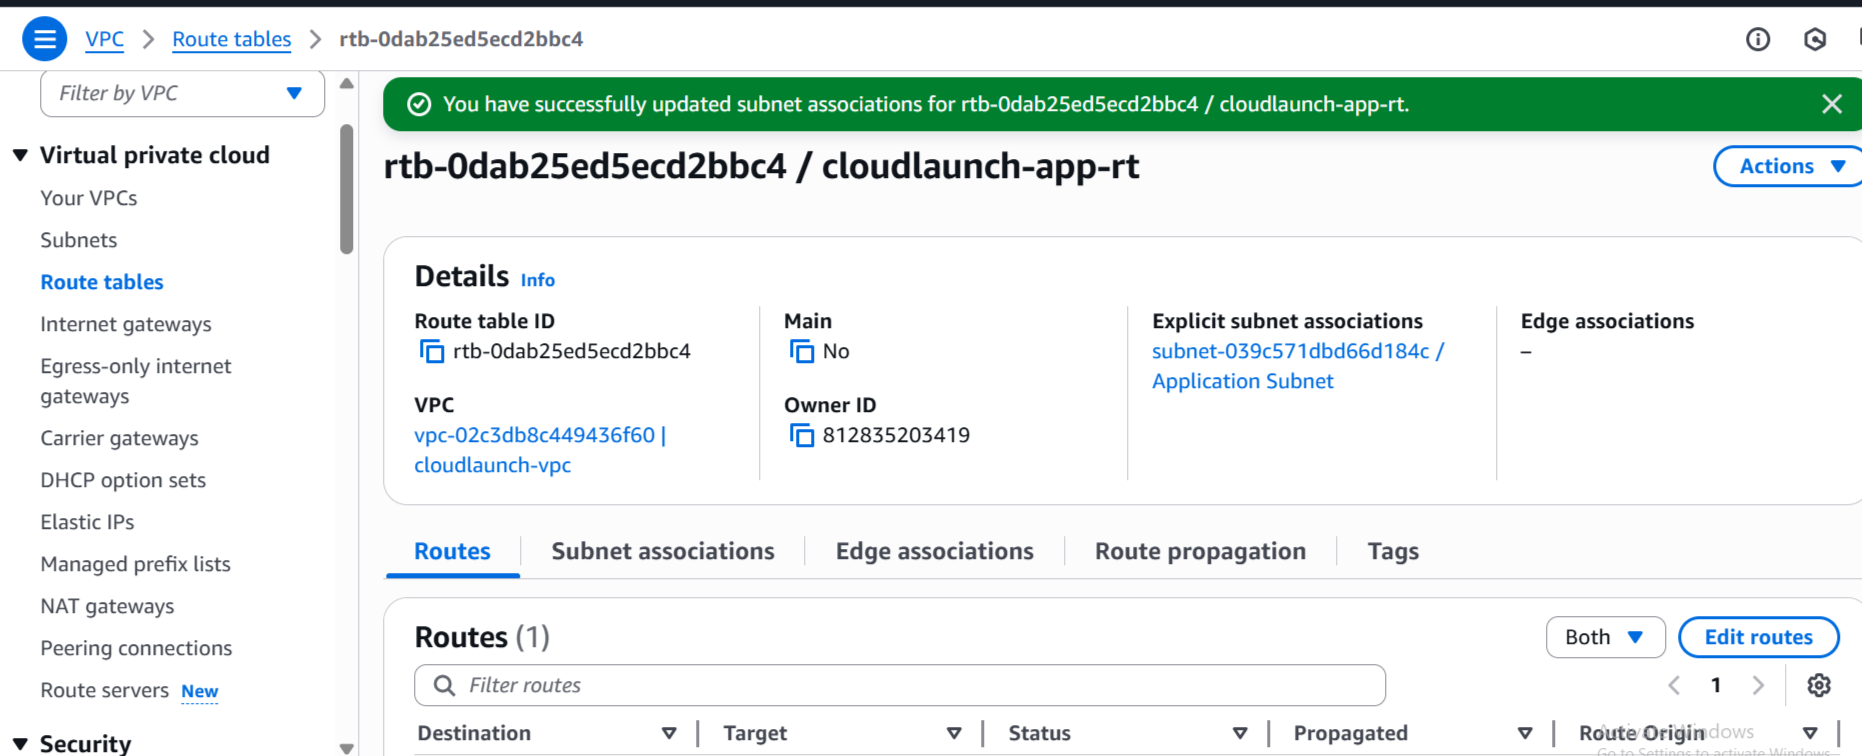 VPC > Route tables > rtb-0dab25ed5ecd2bbc4
Filter by VPC
Virtual private cloud
Your VPCs
Subnets
Route tables
Internet gateways
Egress-only internet
gateways
Carrier gateways
DHCP option sets
Elastic IPs
Managed prefix lists
NAT gateways
Peering connections
Route servers New
Security
You have successfully updated subnet associations for rtb-0dab25ed5ecd2bbc4 / cloudlaunch-app-rt.
rtb-0dab25ed5ecd2bbc4 / cloudlaunch-app-rt
Actions
Details Info
Route table ID
rtb-0dab25ed5ecd2bbc4
VPC
vpc-02c3db8c449436f60 |
cloudlaunch-vpc
Main
No
Owner ID
812835203419
Explicit subnet associations
subnet-039c571dbd66d184c /
Application Subnet
Edge associations
–
Routes Subnet associations Edge associations Route propagation Tags
Routes (1)
Both Edit routes
Filter routes
1
Destination Target Status Propagated Route Origin
Activate Windows
Go to Settings to activate Windows.